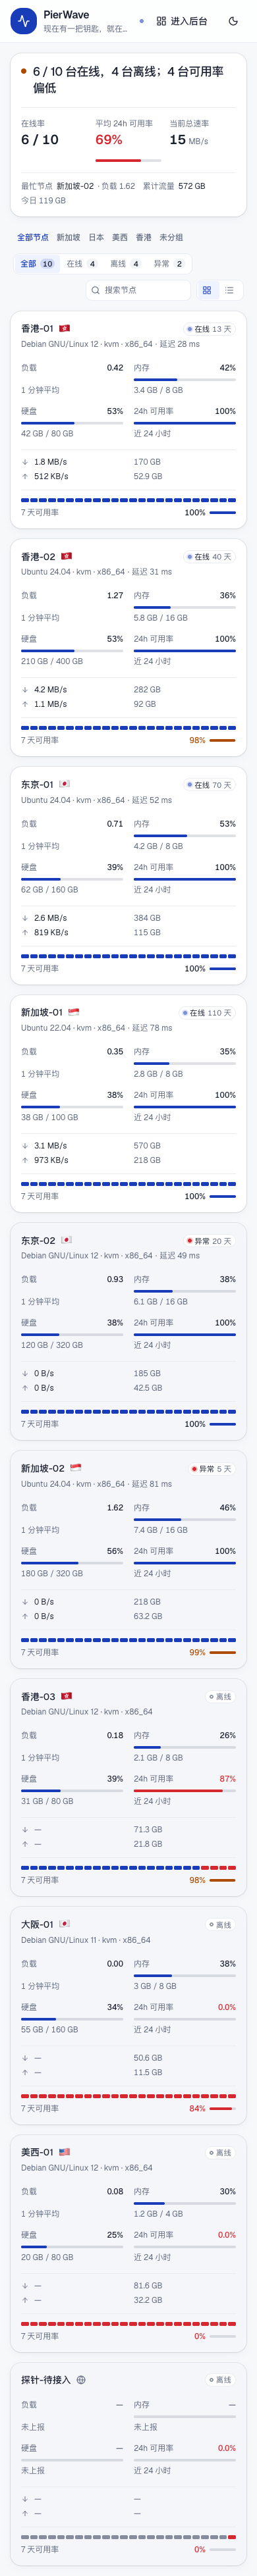 PierWave
现在有一把钥匙，就在...
进入后台
6 / 10 台在线，4 台离线；4 台可用率偏低
在线率
6 / 10
平均 24h 可用率
69%
当前总速率
15 MB/s
最忙节点 新加坡-02 · 负载 1.62 累计流量 572 GB
今日 119 GB
全部节点 新加坡 日本 美西 香港 未分组
全部 10 在线 4 离线 4 异常 2
搜索节点
香港-01 在线 13 天
Debian GNU/Linux 12 · kvm · x86_64 · 延迟 28 ms
负载 0.42 内存 42%
1 分钟平均 3.4 GB / 8 GB
硬盘 53% 24h 可用率 100%
42 GB / 80 GB 近 24 小时
↓ 1.8 MB/s 170 GB
↑ 512 KB/s 52.9 GB
7 天可用率 100%
香港-02 在线 40 天
Ubuntu 24.04 · kvm · x86_64 · 延迟 31 ms
负载 1.27 内存 36%
1 分钟平均 5.8 GB / 16 GB
硬盘 53% 24h 可用率 100%
210 GB / 400 GB 近 24 小时
↓ 4.2 MB/s 282 GB
↑ 1.1 MB/s 92 GB
7 天可用率 98%
东京-01 在线 70 天
Ubuntu 24.04 · kvm · x86_64 · 延迟 52 ms
负载 0.71 内存 53%
1 分钟平均 4.2 GB / 8 GB
硬盘 39% 24h 可用率 100%
62 GB / 160 GB 近 24 小时
↓ 2.6 MB/s 384 GB
↑ 819 KB/s 115 GB
7 天可用率 100%
新加坡-01 在线 110 天
Ubuntu 22.04 · kvm · x86_64 · 延迟 78 ms
负载 0.35 内存 35%
1 分钟平均 2.8 GB / 8 GB
硬盘 38% 24h 可用率 100%
38 GB / 100 GB 近 24 小时
↓ 3.1 MB/s 570 GB
↑ 973 KB/s 218 GB
7 天可用率 100%
东京-02 异常 20 天
Debian GNU/Linux 12 · kvm · x86_64 · 延迟 49 ms
负载 0.93 内存 38%
1 分钟平均 6.1 GB / 16 GB
硬盘 38% 24h 可用率 100%
120 GB / 320 GB 近 24 小时
↓ 0 B/s 185 GB
↑ 0 B/s 42.5 GB
7 天可用率 100%
新加坡-02 异常 5 天
Ubuntu 24.04 · kvm · x86_64 · 延迟 81 ms
负载 1.62 内存 46%
1 分钟平均 7.4 GB / 16 GB
硬盘 56% 24h 可用率 100%
180 GB / 320 GB 近 24 小时
↓ 0 B/s 218 GB
↑ 0 B/s 63.2 GB
7 天可用率 99%
香港-03 离线
Debian GNU/Linux 12 · kvm · x86_64
负载 0.18 内存 26%
1 分钟平均 2.1 GB / 8 GB
硬盘 39% 24h 可用率 87%
31 GB / 80 GB 近 24 小时
↓ — 71.3 GB
↑ — 21.8 GB
7 天可用率 98%
大阪-01 离线
Debian GNU/Linux 11 · kvm · x86_64
负载 0.00 内存 38%
1 分钟平均 3 GB / 8 GB
硬盘 34% 24h 可用率 0.0%
55 GB / 160 GB 近 24 小时
↓ — 50.6 GB
↑ — 11.5 GB
7 天可用率 84%
美西-01 离线
Debian GNU/Linux 12 · kvm · x86_64
负载 0.08 内存 30%
1 分钟平均 1.2 GB / 4 GB
硬盘 25% 24h 可用率 0.0%
20 GB / 80 GB 近 24 小时
↓ — 81.6 GB
↑ — 32.2 GB
7 天可用率 0%
探针-待接入 离线
负载 — 内存 —
未上报 未上报
硬盘 — 24h 可用率 0.0%
未上报 近 24 小时
↓ — —
↑ — —
7 天可用率 0%